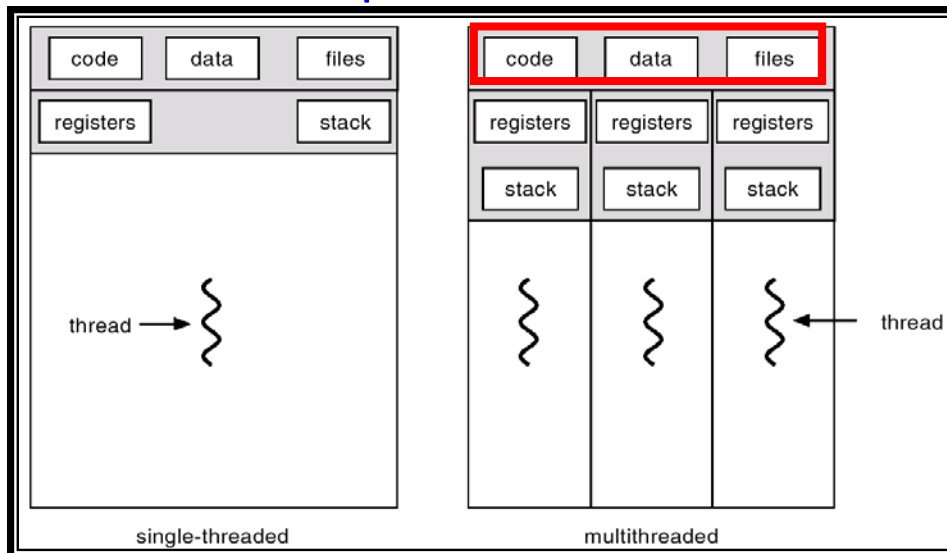 code data files code data files
registers stack registers registers registers
stack stack stack
thread thread
single-threaded multithreaded